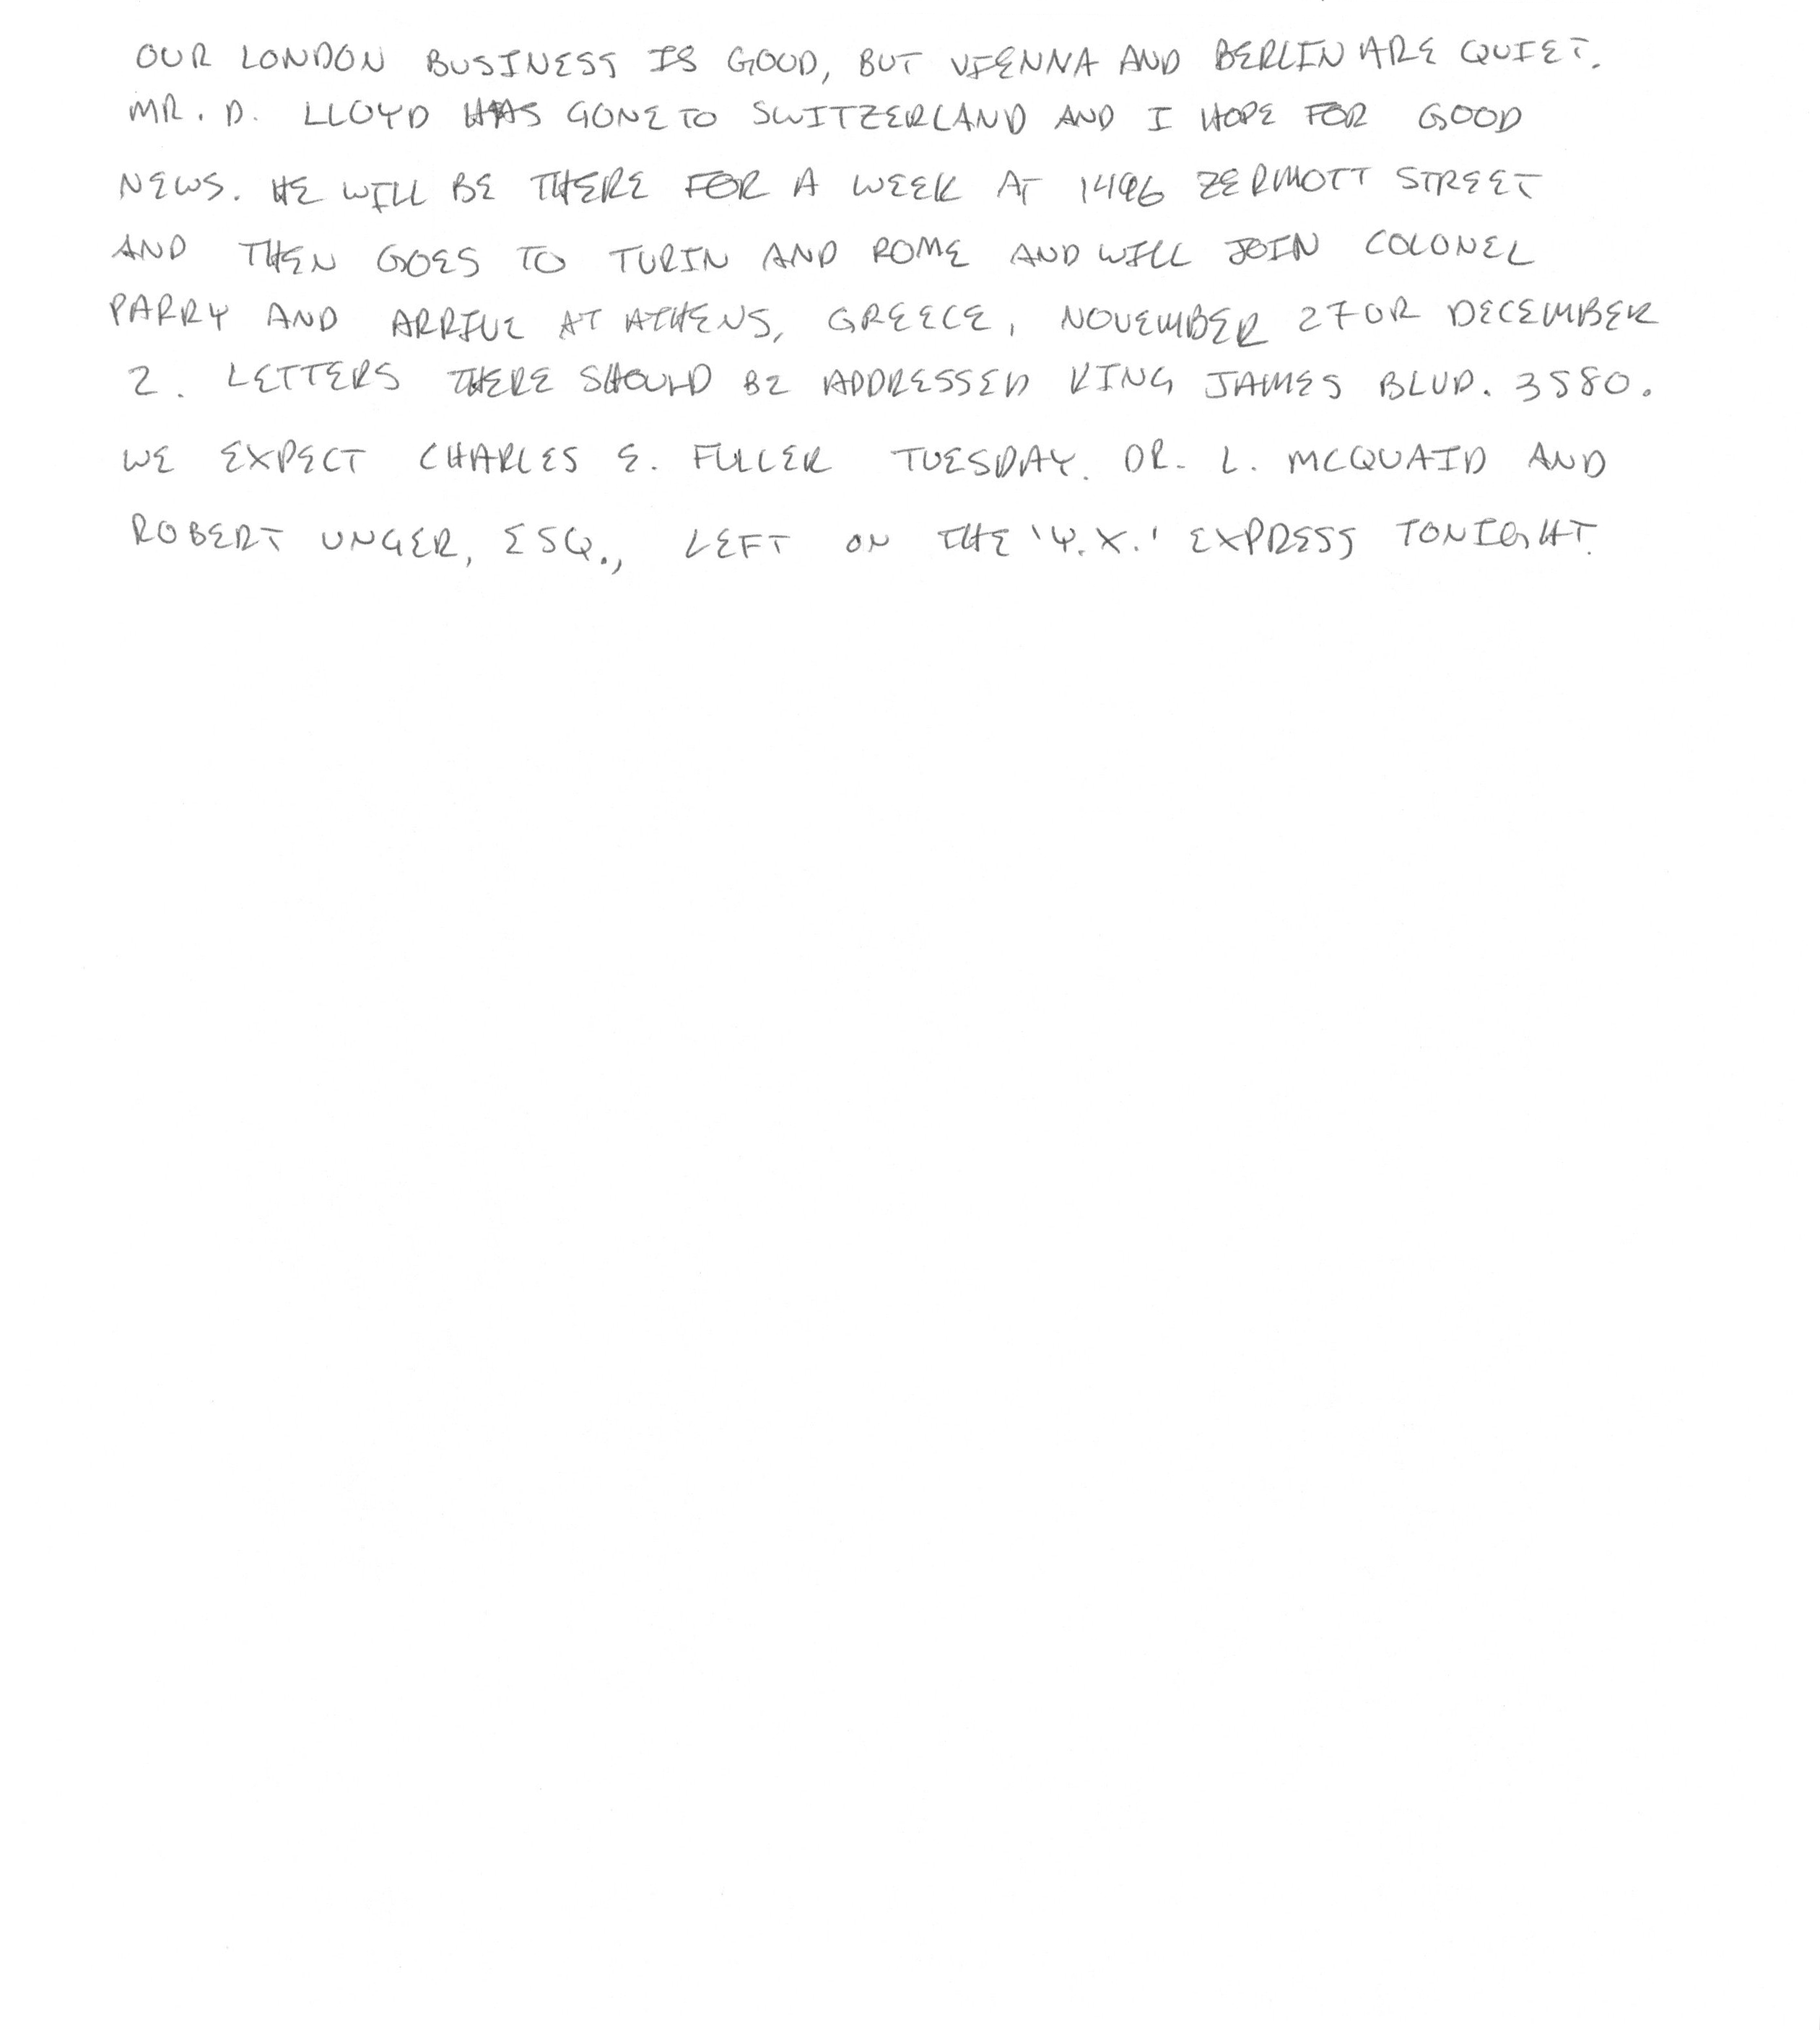 OUR LONDON BUSINESS IS GOOD, BUT VIENNA AND BERLIN ARE QUIET.
MR. D. LLOYD HAS GONE TO SWITZERLAND AND I HOPE FOR GOOD
NEWS. HE WILL BE THERE FOR A WEEK AT 1496 ZERMOTT STREET
AND THEN GOES TO TURIN AND ROME AND WILL JOIN COLONEL
PARRY AND ARRIVE AT ATHENS, GREECE, NOVEMBER 27 OR DECEMBER
2. LETTERS THERE SHOULD BE ADDRESSED KING JAMES BLVD. 3580.
WE EXPECT CHARLES E. FULLER TUESDAY. DR. L. MCQUAID AND
ROBERT UNGER, ESQ., LEFT ON THE 'Y.X.' EXPRESS TONIGHT.